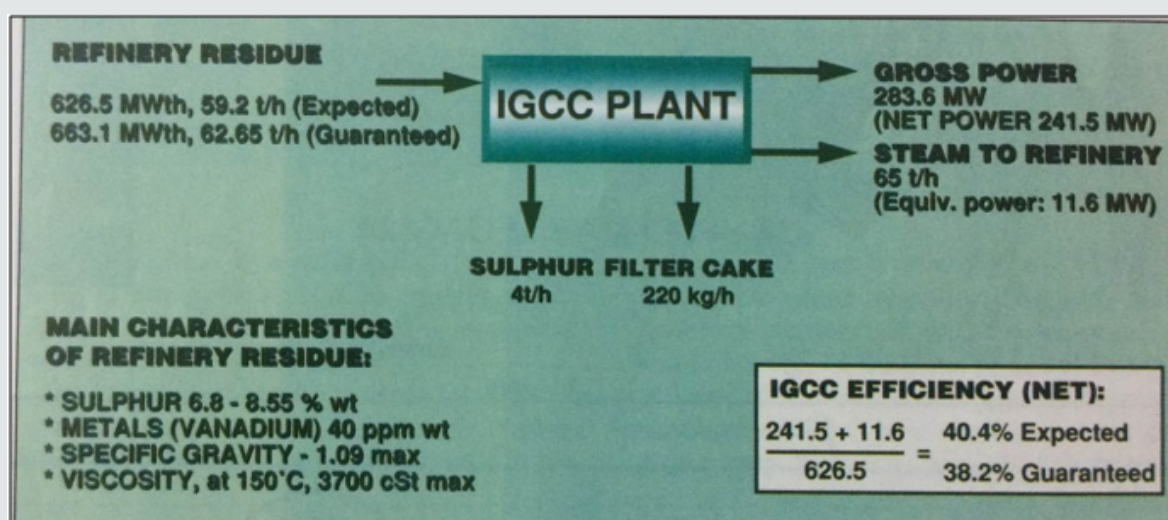 REFINERY RESIDUE
626.5 MWth, 59.2 t/h (Expected)
663.1 MWth, 62.65 t/h (Guaranteed)
IGCC PLANT
GROSS POWER
283.6 MW
(NET POWER 241.5 MW)
STEAM TO REFINERY
65 t/h
(Equiv. power: 11.6 MW)
SULPHUR
4t/h
FILTER CAKE
220 kg/h
MAIN CHARACTERISTICS
OF REFINERY RESIDUE:
* SULPHUR 6.8 - 8.55 % wt
* METALS (VANADIUM) 40 ppm wt
* SPECIFIC GRAVITY - 1.09 max
* VISCOSITY, at 150°C, 3700 cSt max
IGCC EFFICIENCY (NET):
241.5 + 11.6
626.5
=
40.4% Expected
38.2% Guaranteed